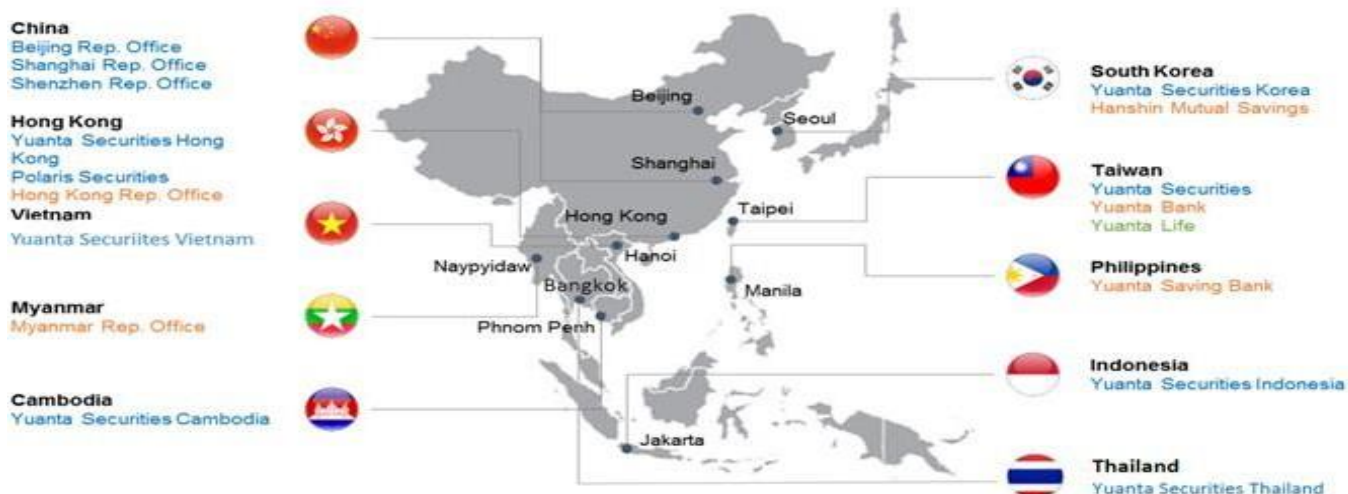 China
Beijing Rep. Office
Shanghai Rep. Office
Shenzhen Rep. Office
Hong Kong
Yuanta Securities Hong
Kong
Polaris Securities
Hong Kong Rep. Office
Vietnam
Yuanta Securiites Vietnam
Myanmar
Myanmar Rep. Office
Cambodia
Yuanta Securities Cambodia
Beijing
Seoul
Shanghai
Taipei
Hong Kong
Hanoi
Naypyidaw
Bangkok
Manila
Phnom Penh
Jakarta
South Korea
Yuanta Securities Korea
Hanshin Mutual Savings
Taiwan
Yuanta Securities
Yuanta Bank
Yuanta Life
Philippines
Yuanta Saving Bank
Indonesia
Yuanta Securities Indonesia
Thailand
Yuanta Securities Thailand